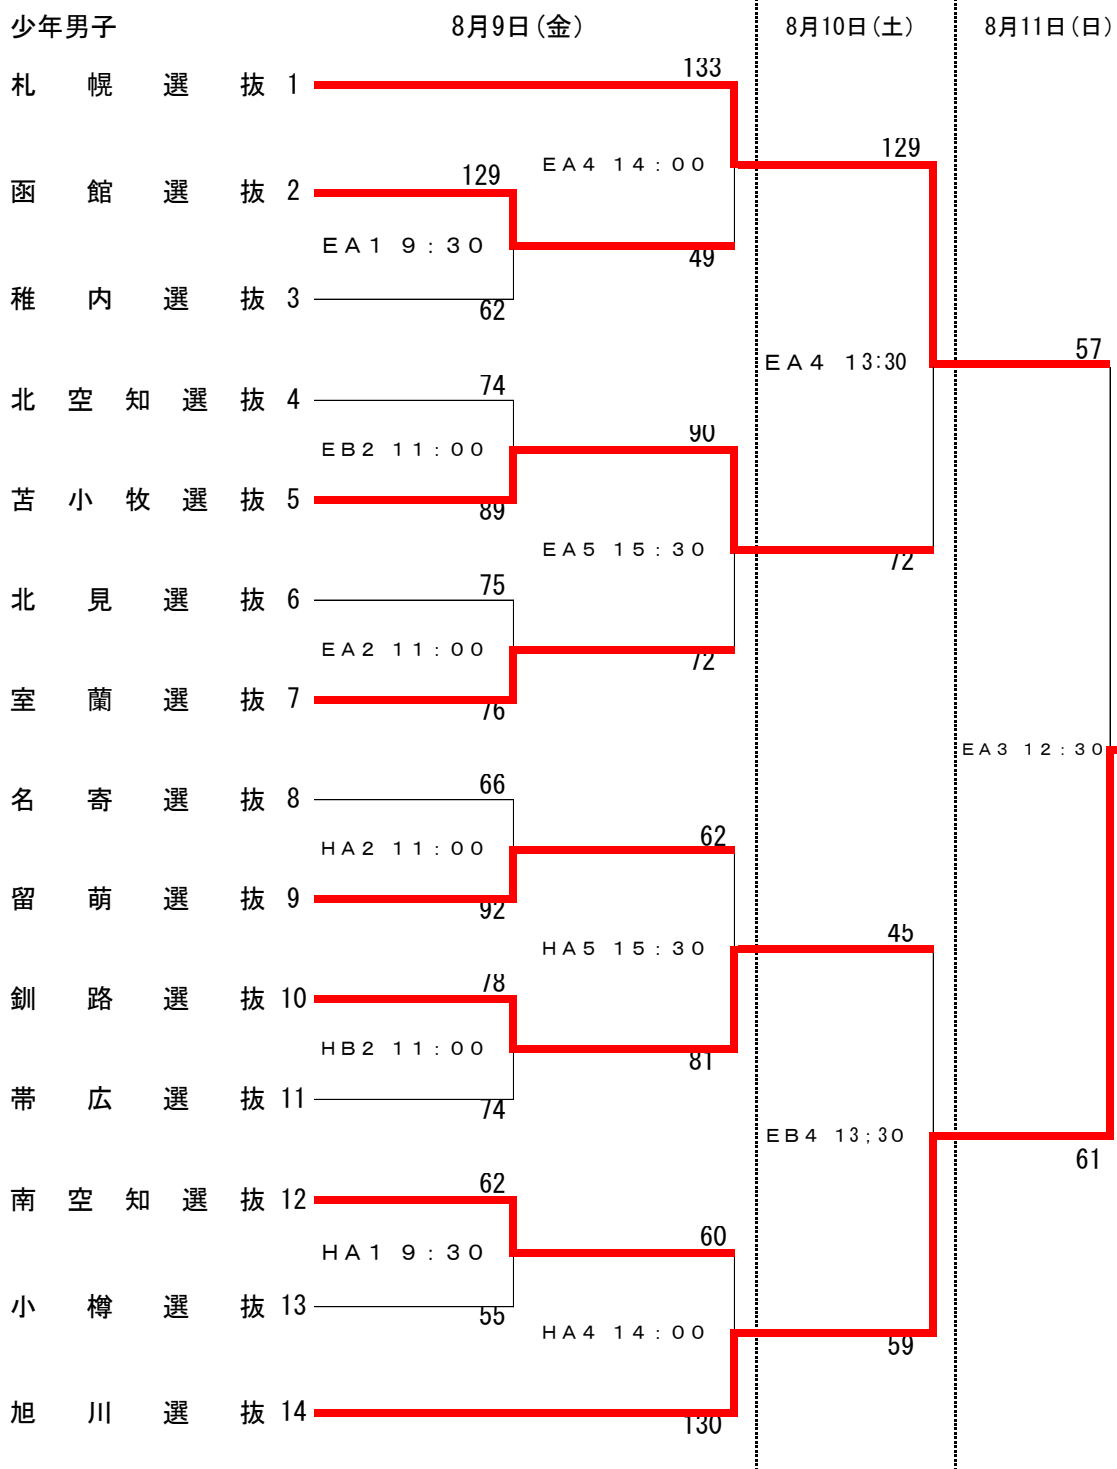 少年男子 8月9日(金) 8月10日(土) 8月11日(日)
133
札幌選抜 1
129
EA4 14:00
129
函館選抜 2
EA1 9:30
49
稚内選抜 3
62
57
EA4 13:30
74
北空知選抜 4
90
EB2 11:00
苫小牧選抜 5
89
EA5 15:30
72
75
北見選抜 6
EA2 11:00
72
室蘭選抜 7
76
EA3 12:30
66
名寄選抜 8
62
HA2 11:00
留萌選抜 9
92
45
HA5 15:30
78
釧路選抜 10
HB2 11:00
81
帯広選抜 11
74
EB4 13;30
61
62
南空知選抜 12
60
HA1 9:30
小樽選抜 13
55
HA4 14:00
59
旭川選抜 14
130